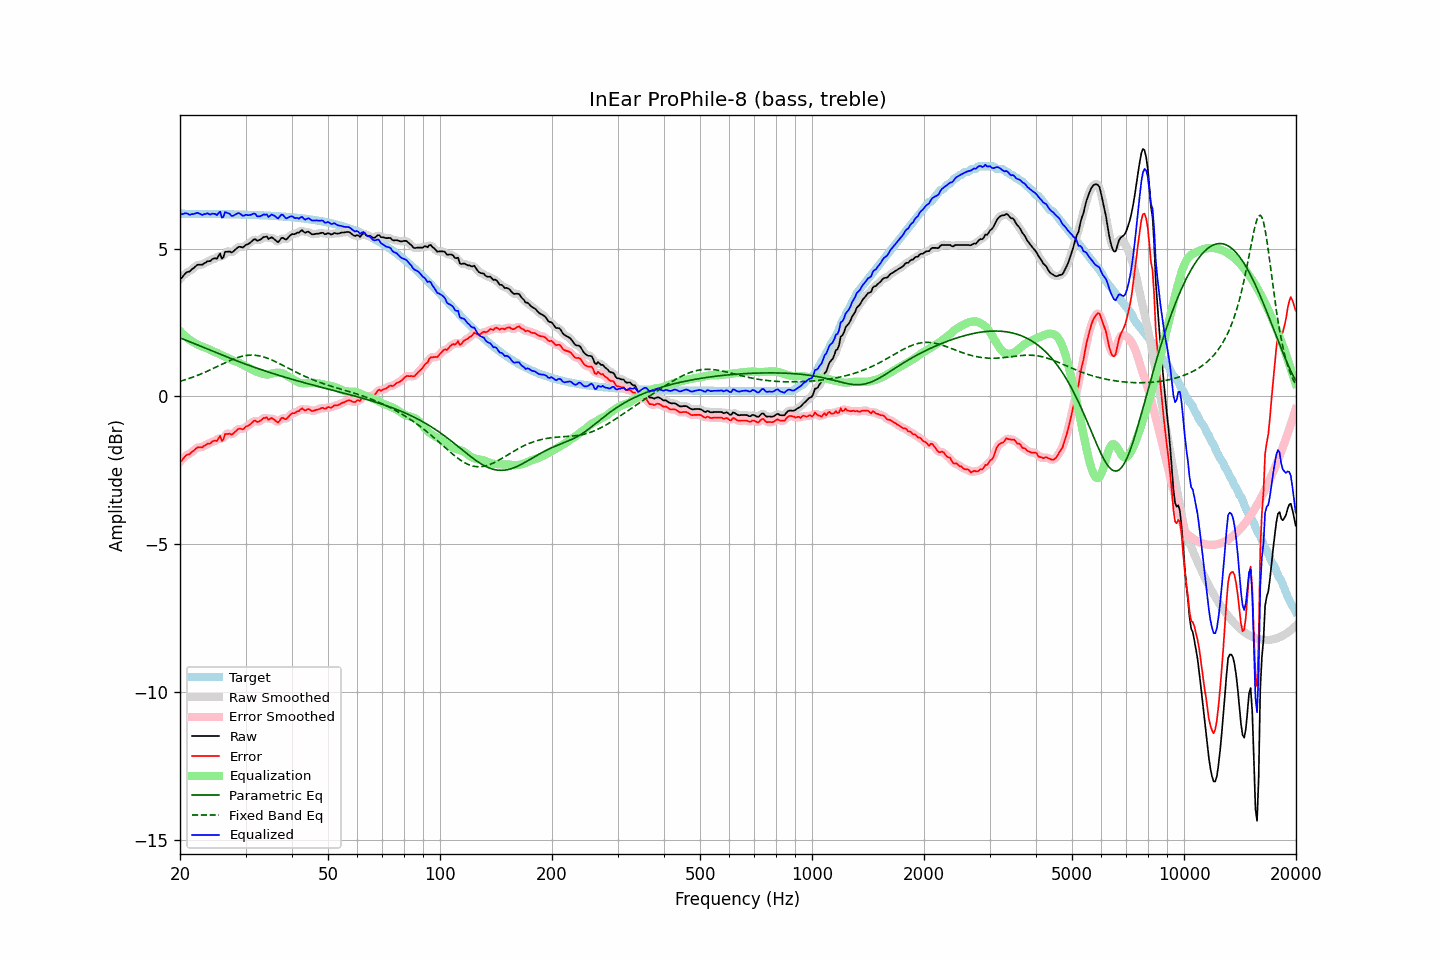 InEar ProPhile-8 (bass, treble)
Amplitude (dBr)
5
0
−5
−10
−15
Target
Raw Smoothed
Error Smoothed
Raw
Error
Equalization
Parametric Eq
Fixed Band Eq
Equalized
20 50 100 200 500 1000 2000 5000 10000 20000
Frequency (Hz)